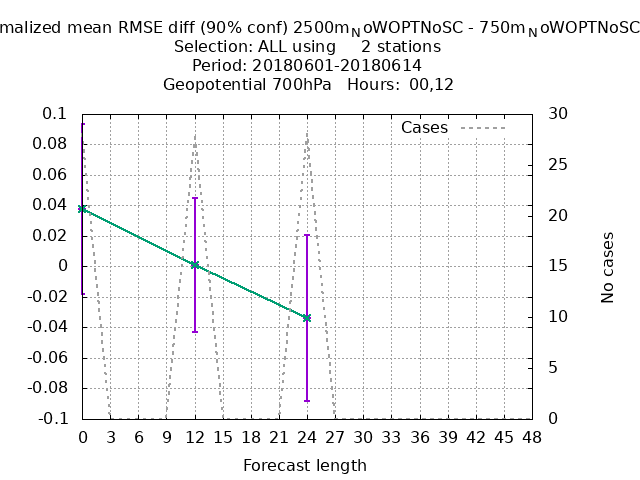 malized mean RMSE diff (90% conf) 2500mNoWOPTNoSC - 750mNoWOPTNoSC
Selection: ALL using 2 stations
Period: 20180601-20180614
Geopotential 700hPa Hours: 00,12
Cases
0.1
0.08
0.06
0.04
0.02
0
-0.02
-0.04
-0.06
-0.08
-0.1
30
25
20
15
10
5
0
No cases
0 3 6 9 12 15 18 21 24 27 30 33 36 39 42 45 48
Forecast length